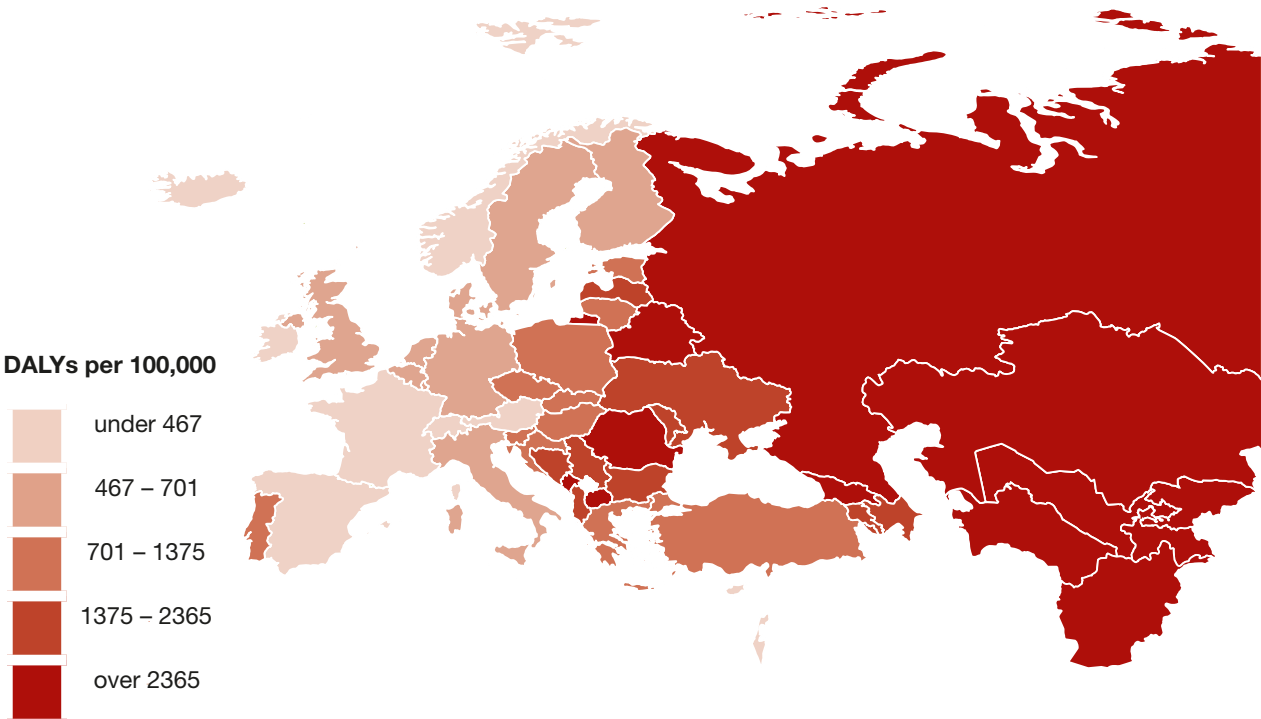 DALYs per 100,000
under 467
467 – 701
701 – 1375
1375 – 2365
over 2365